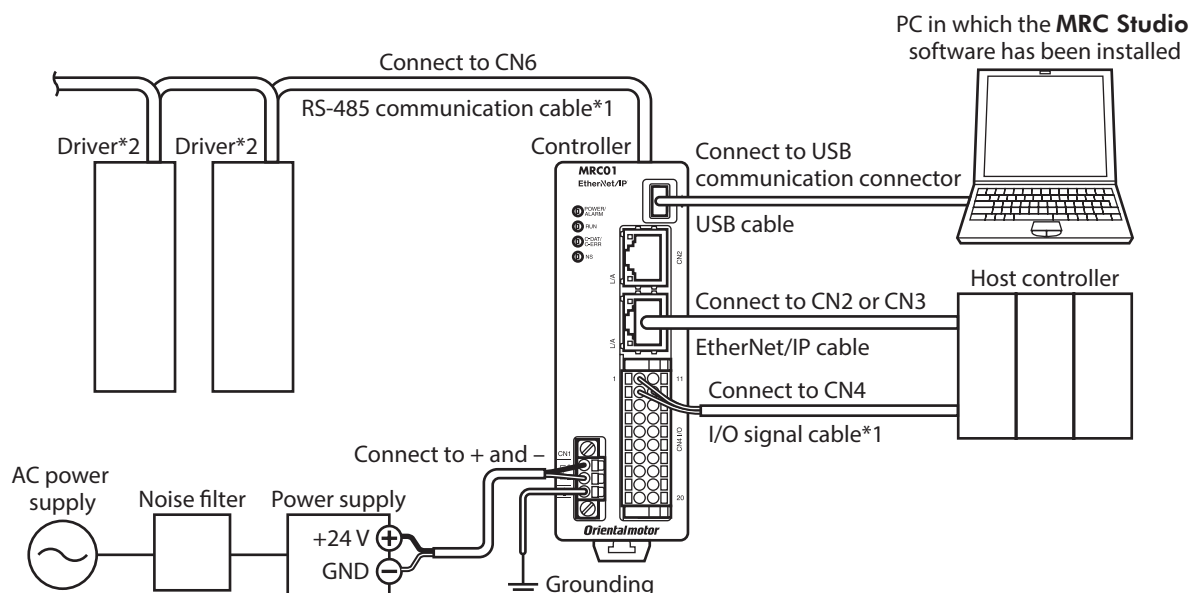 PC in which the MRC Studio
software has been installed
Connect to CN6
RS-485 communication cable*1
Driver*2
Driver*2
Controller
MRC01
EtherNet/IP
POWER/
ALARM
RUN
C-DAT/
C-ERR
NS
L/A
CN2
L/A
1
11
CN4 I/O
20
CN1
Orientalmotor
Connect to USB
communication connector
USB cable
Host controller
Connect to CN2 or CN3
EtherNet/IP cable
Connect to CN4
I/O signal cable*1
Connect to + and –
AC power
supply
Noise filter
Power supply
+24 V
GND
Grounding